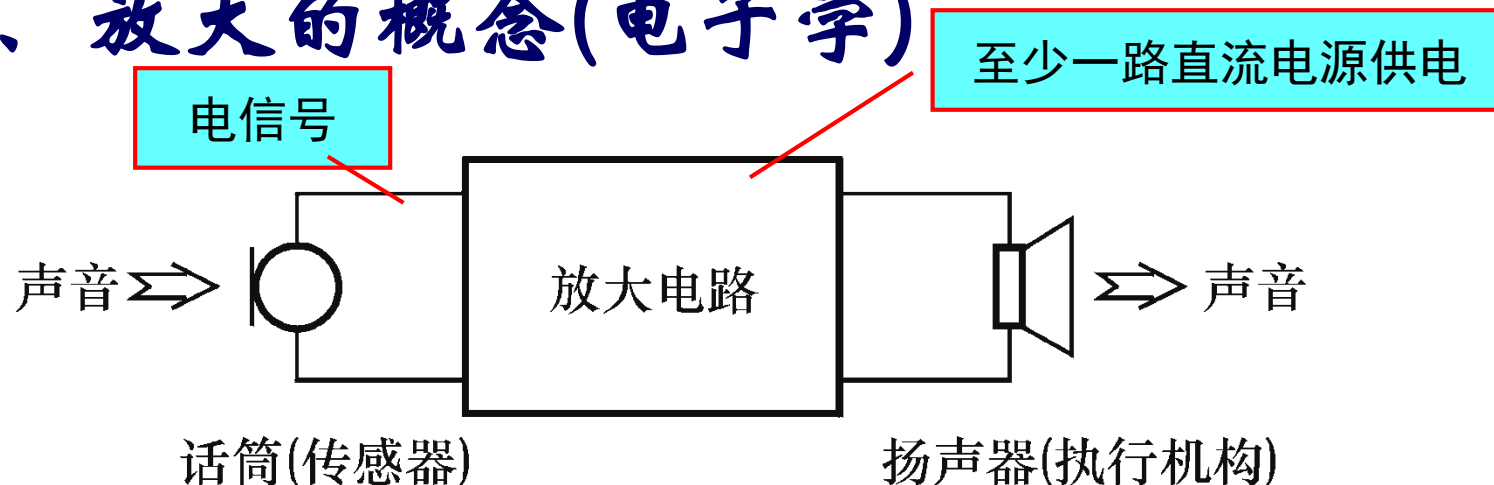 、放大的概念(电子学)
至少一路直流电源供电
电信号
声音
放大电路
声音
话筒(传感器)
扬声器(执行机构)